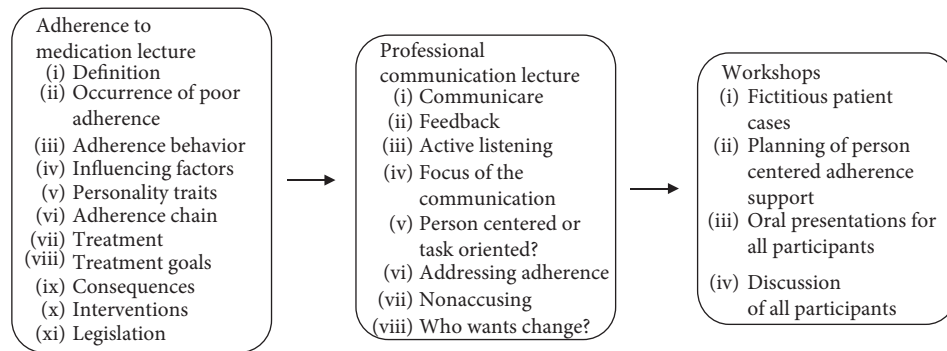 Adherence to
medication lecture
(i) Definition
(ii) Occurrence of poor
adherence
(iii) Adherence behavior
(iv) Influencing factors
(v) Personality traits
(vi) Adherence chain
(vii) Treatment
(viii) Treatment goals
(ix) Consequences
(x) Interventions
(xi) Legislation
Professional
communication lecture
(i) Communicare
(ii) Feedback
(iii) Active listening
(iv) Focus of the
communication
(v) Person centered or
task oriented?
(vi) Addressing adherence
(vii) Nonaccusing
(viii) Who wants change?
Workshops
(i) Fictitious patient
cases
(ii) Planning of person
centered adherence
support
(iii) Oral presentations for
all participants
(iv) Discussion
of all participants